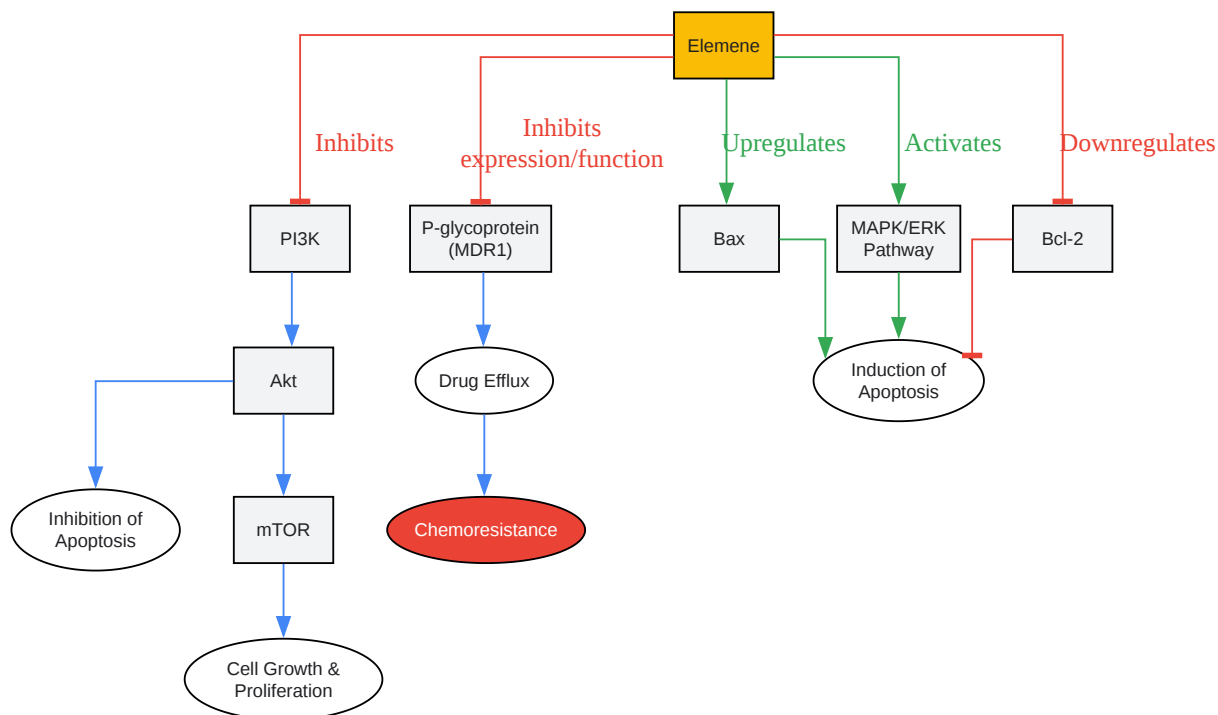 Elemene
Inhibits
Inhibits
expression/function
Upregulates
Activates
Downregulates
PI3K
P-glycoprotein
(MDR1)
Bax
MAPK/ERK
Pathway
Bcl-2
Akt
Drug Efflux
Induction of
Apoptosis
Inhibition of
Apoptosis
mTOR
Chemoresistance
Cell Growth &
Proliferation